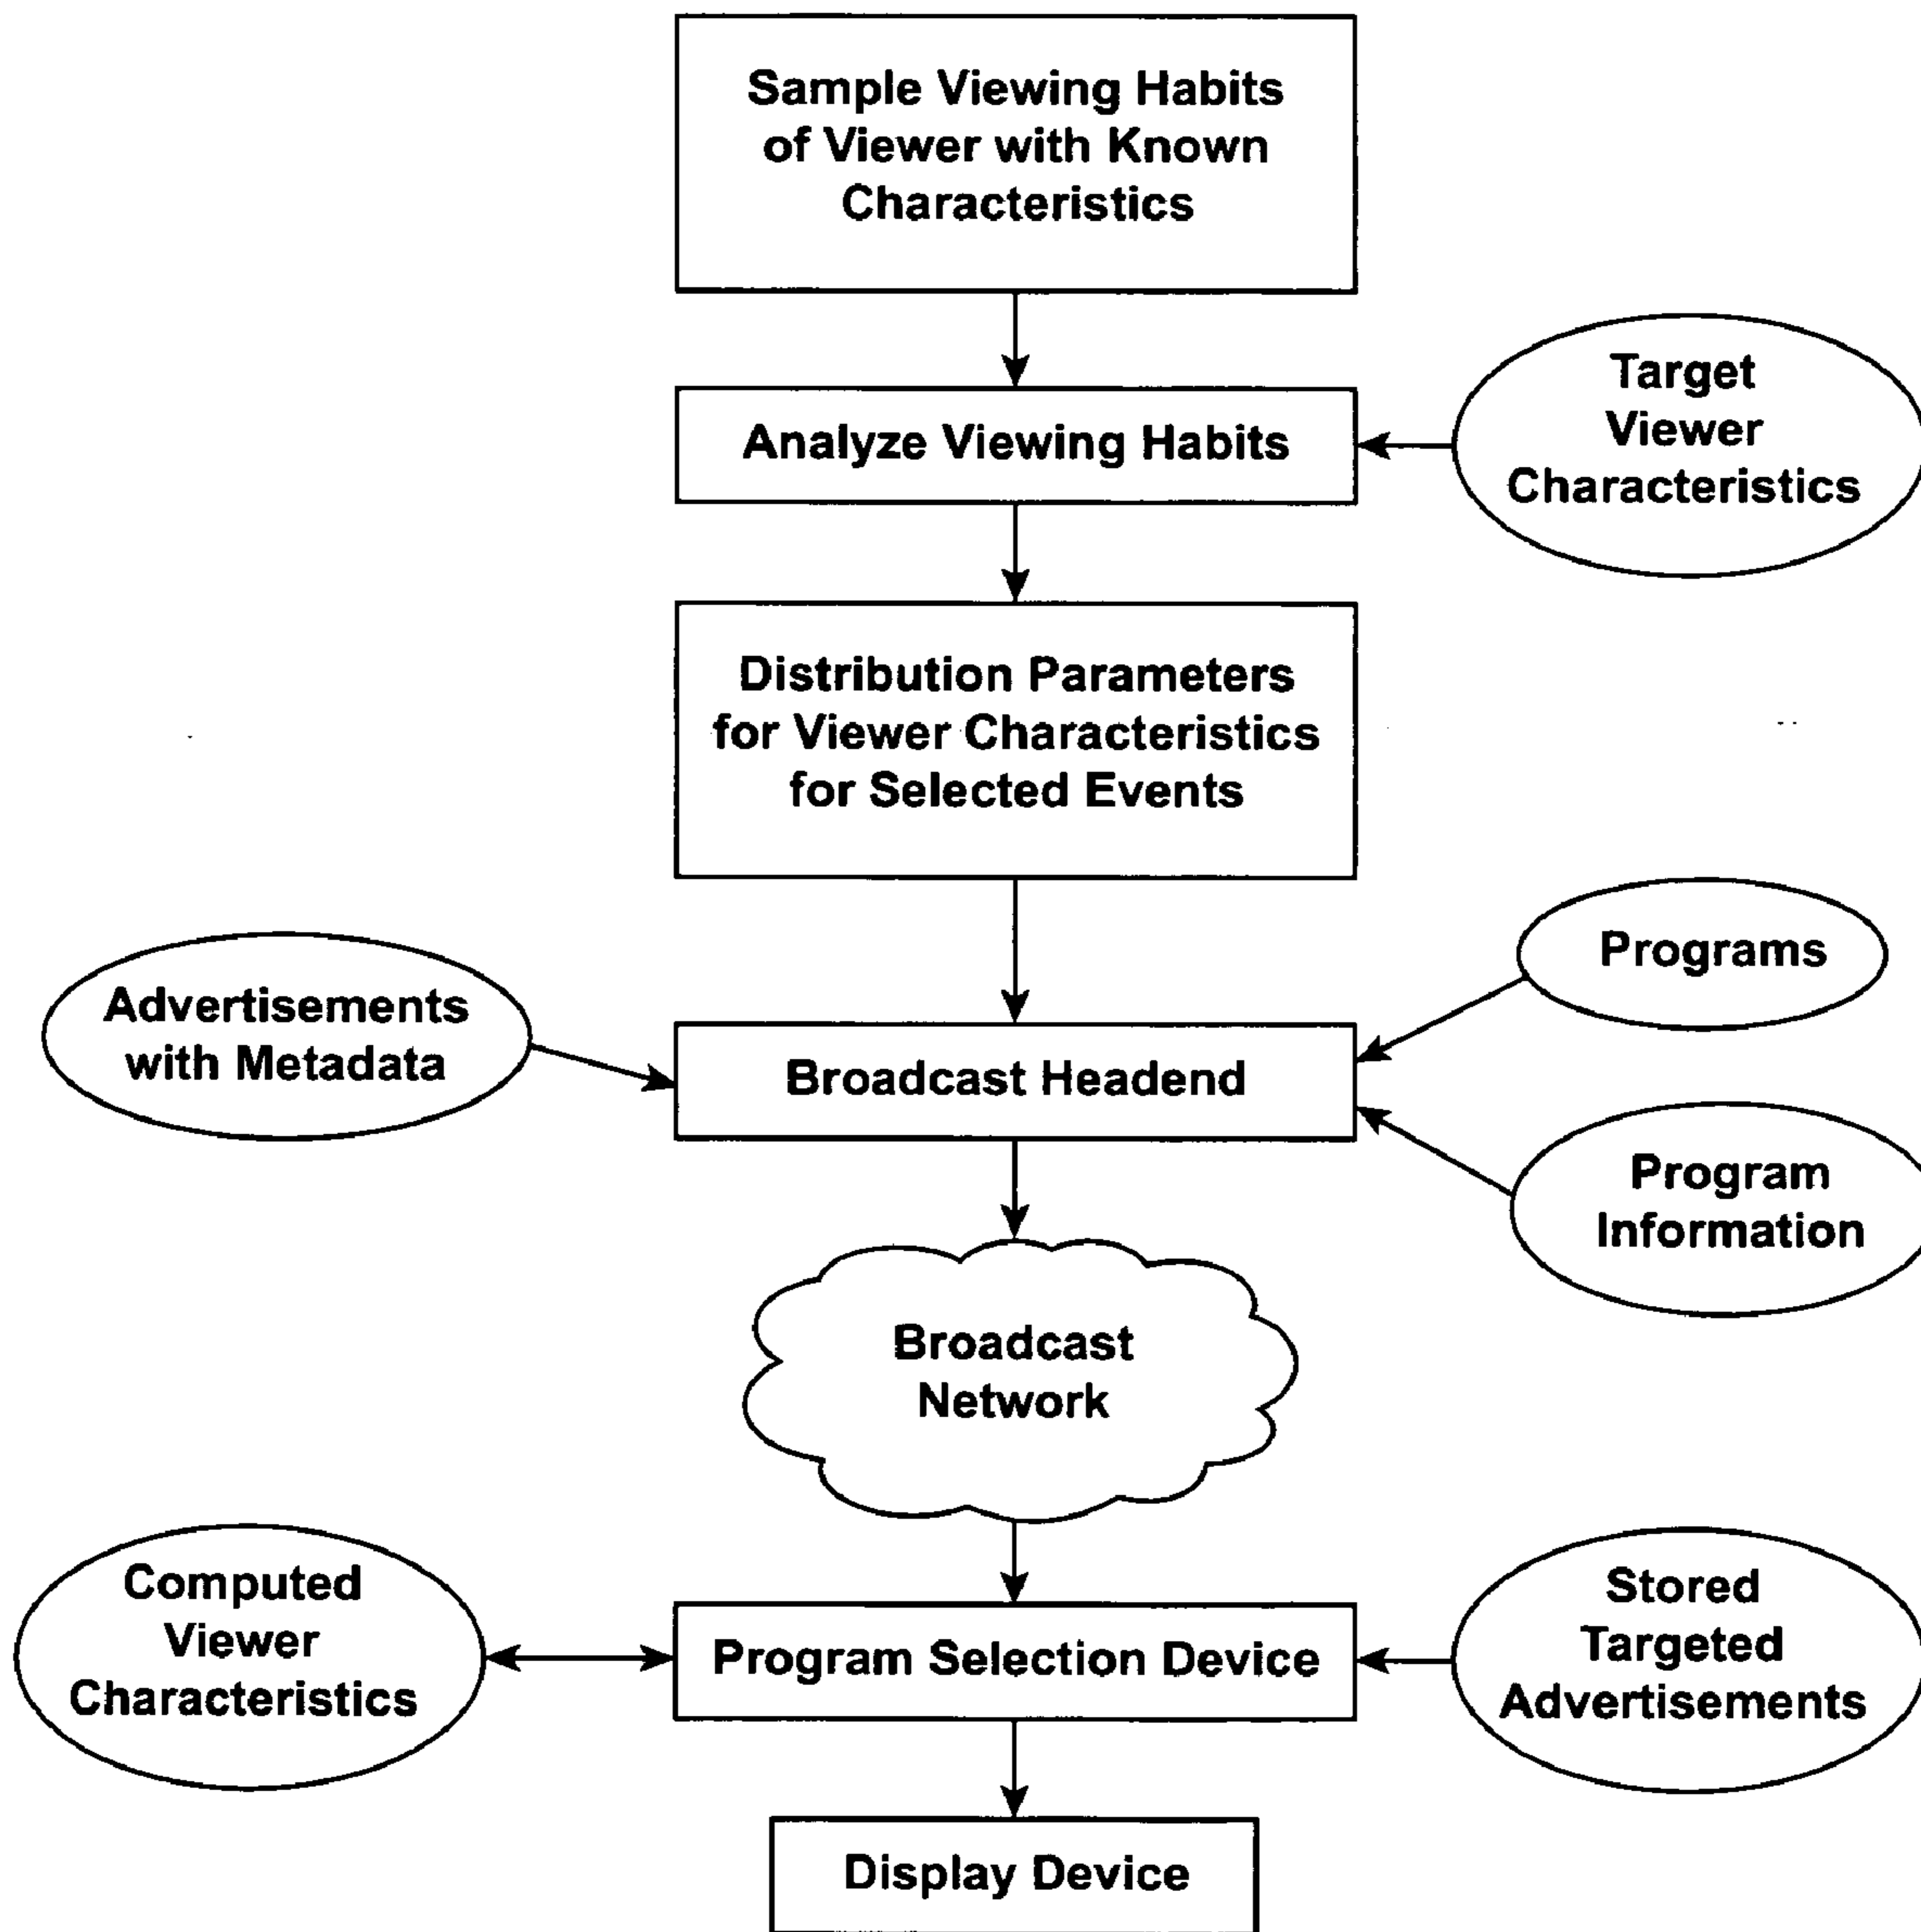 Sample Viewing Habits
of Viewer with Known
Characteristics
Target
Viewer
Characteristics
Analyze Viewing Habits
Distribution Parameters
for Viewer Characteristics
for Selected Events
Programs
Advertisements
with Metadata
Broadcast Headend
Program
Information
Broadcast
Network
Computed
Viewer
Characteristics
Program Selection Device
Stored
Targeted
Advertisements
Display Device